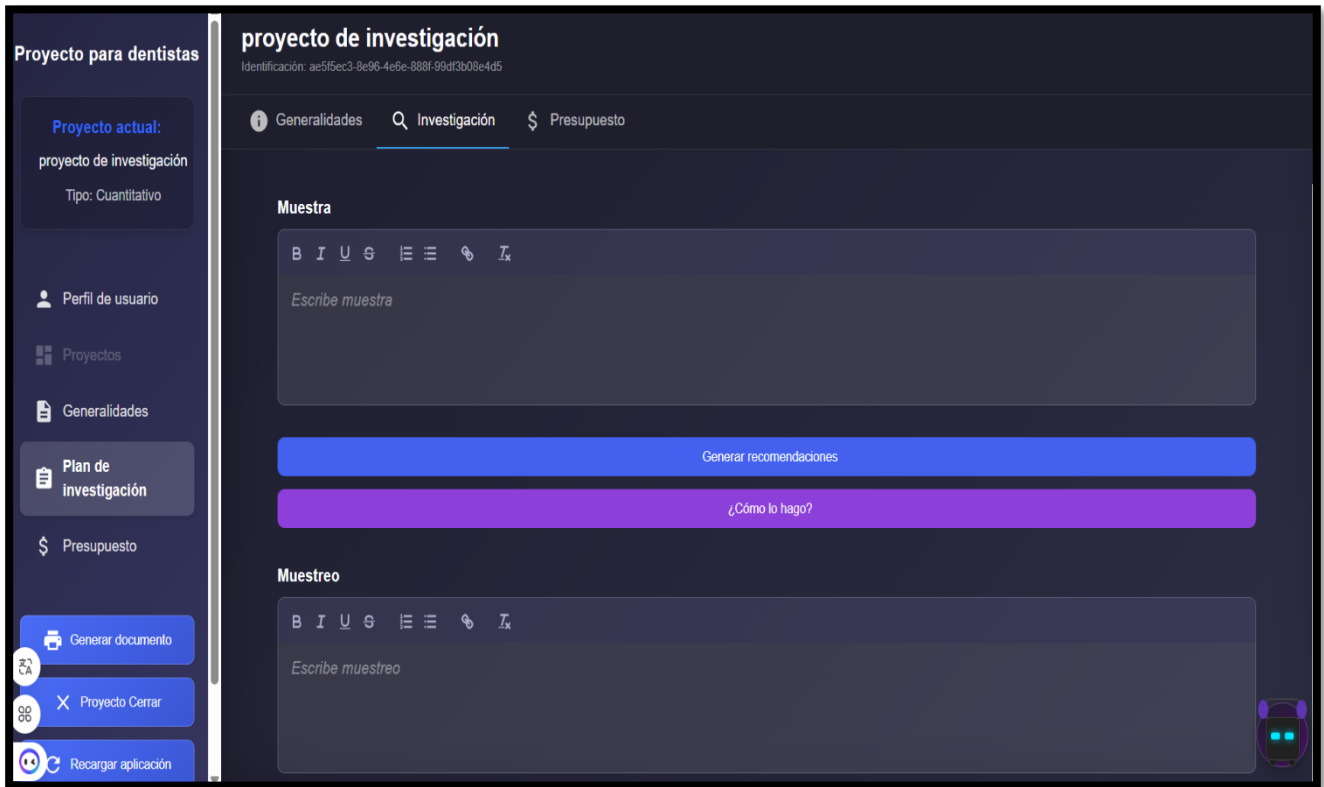 Proyecto para dentistas
Proyecto actual:
proyecto de investigación
Tipo: Cuantitativo
Perfil de usuario
Proyectos
Generalidades
Plan de
investigación
Presupuesto
Generar documento
Proyecto Cerrar
Recargar aplicación
proyecto de investigación
Identificación: ae5f5ec3-8e96-4e6e-888f-99df3b08e4d5
Generalidades Investigación Presupuesto
Muestra
B I U S
Escribe muestra
Generar recomendaciones
¿Cómo lo hago?
Muestreo
B I U S
Escribe muestreo